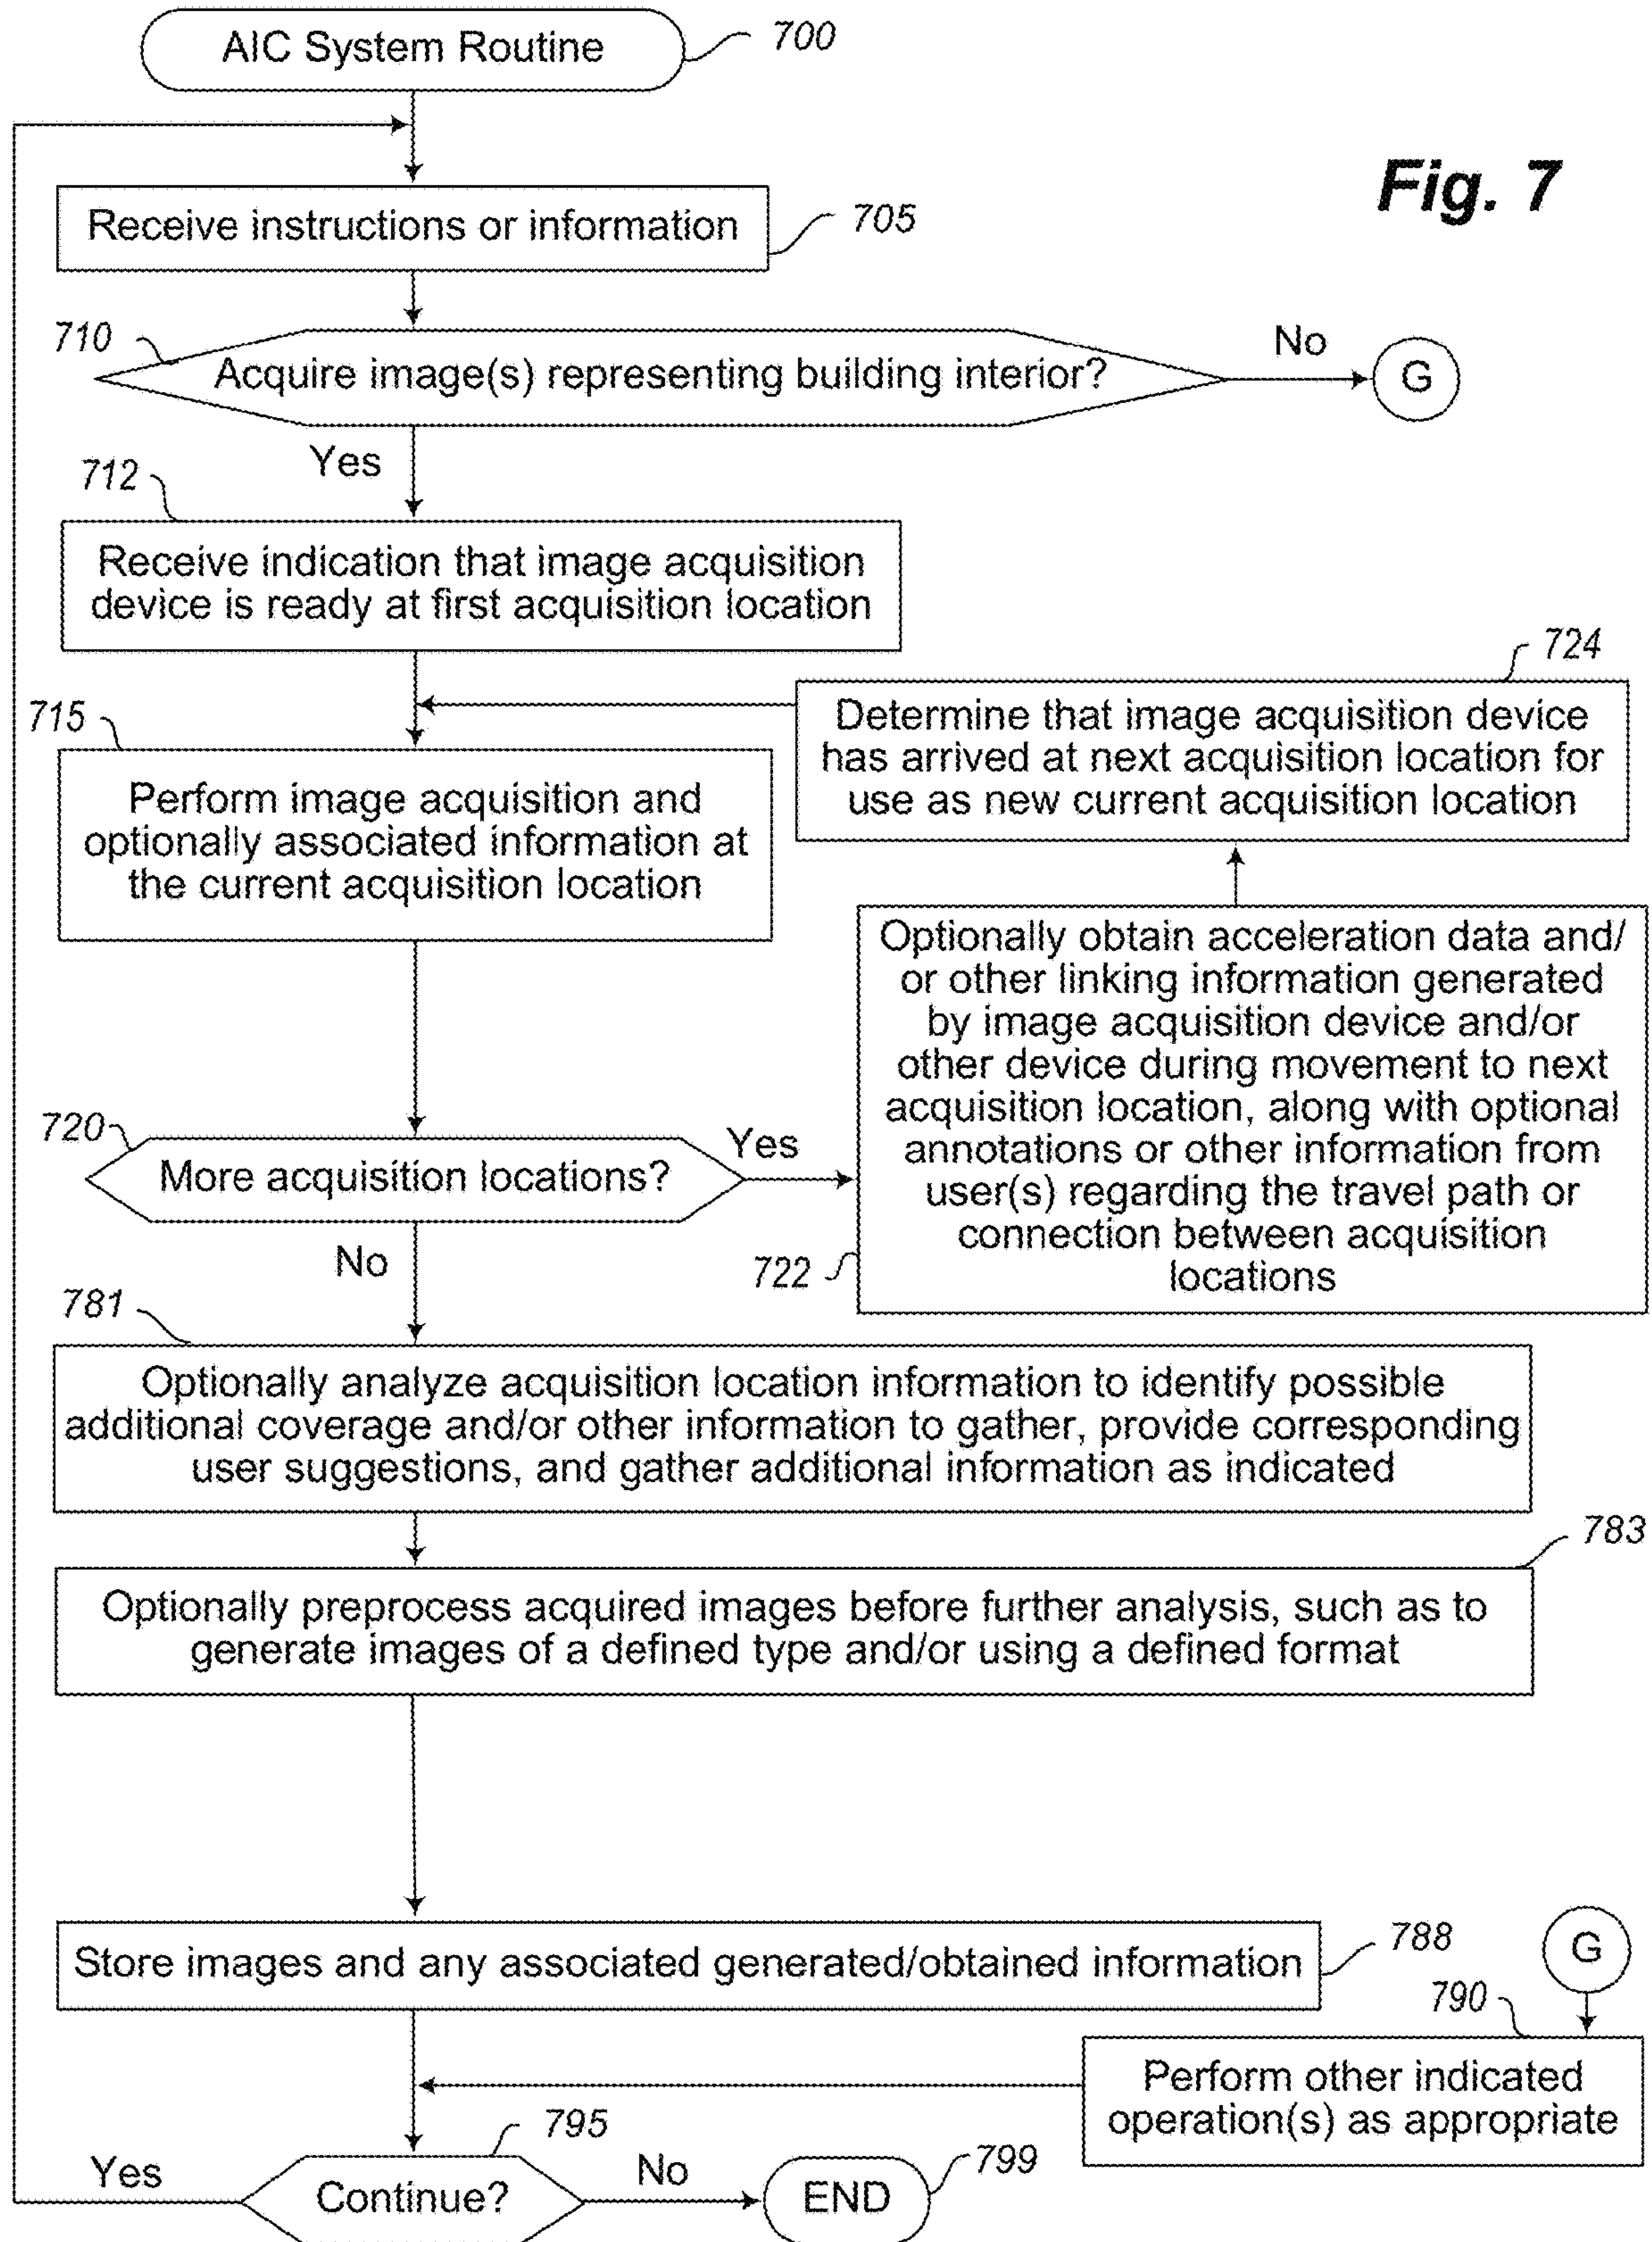 AIC System Routine
700
Fig. 7
Receive instructions or information
705
710
Acquire image(s) representing building interior?
No
G
Yes
712
Receive indication that image acquisition
device is ready at first acquisition location
724
Determine that image acquisition device
has arrived at next acquisition location for
use as new current acquisition location
715
Perform image acquisition and
optionally associated information at
the current acquisition location
Optionally obtain acceleration data and/
or other linking information generated
by image acquisition device and/or
other device during movement to next
acquisition location, along with optional
annotations or other information from
user(s) regarding the travel path or
connection between acquisition
locations
722
720
More acquisition locations?
Yes
No
781
Optionally analyze acquisition location information to identify possible
additional coverage and/or other information to gather, provide corresponding
user suggestions, and gather additional information as indicated
783
Optionally preprocess acquired images before further analysis, such as to
generate images of a defined type and/or using a defined format
Store images and any associated generated/obtained information
788
G
790
Perform other indicated
operation(s) as appropriate
795
Continue?
Yes
No
END
799